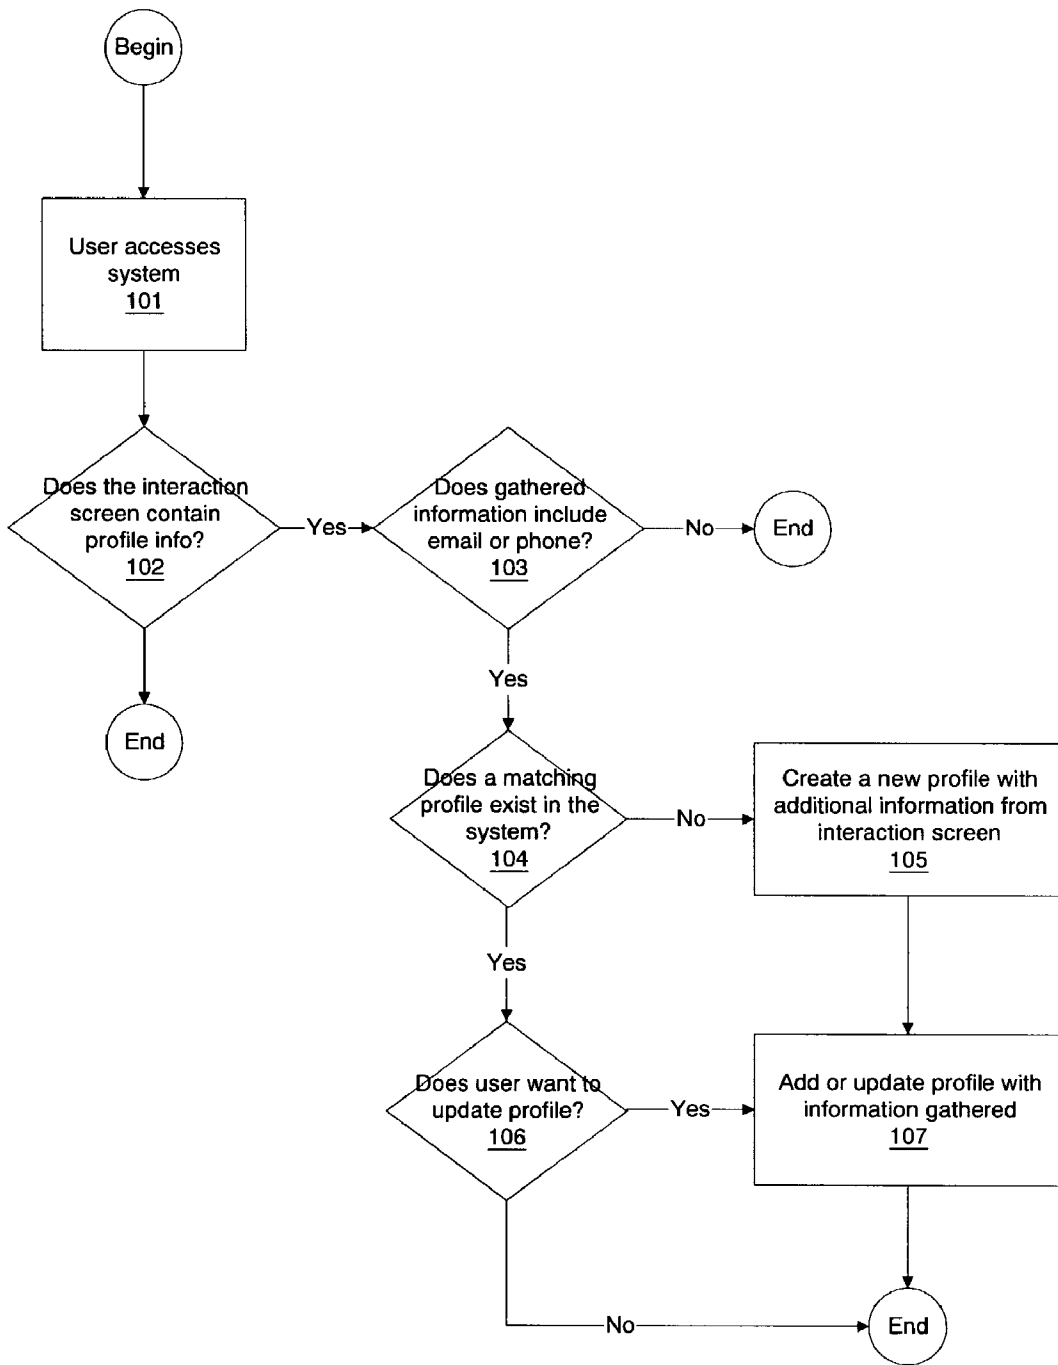 Begin
User accesses
system
101
Does the interaction
screen contain
profile info?
102
Yes
Does gathered
information include
email or phone?
103
No
End
End
Yes
Does a matching
profile exist in the
system?
104
No
Create a new profile with
additional information from
interaction screen
105
Yes
Does user want to
update profile?
106
Yes
Add or update profile with
information gathered
107
No
End